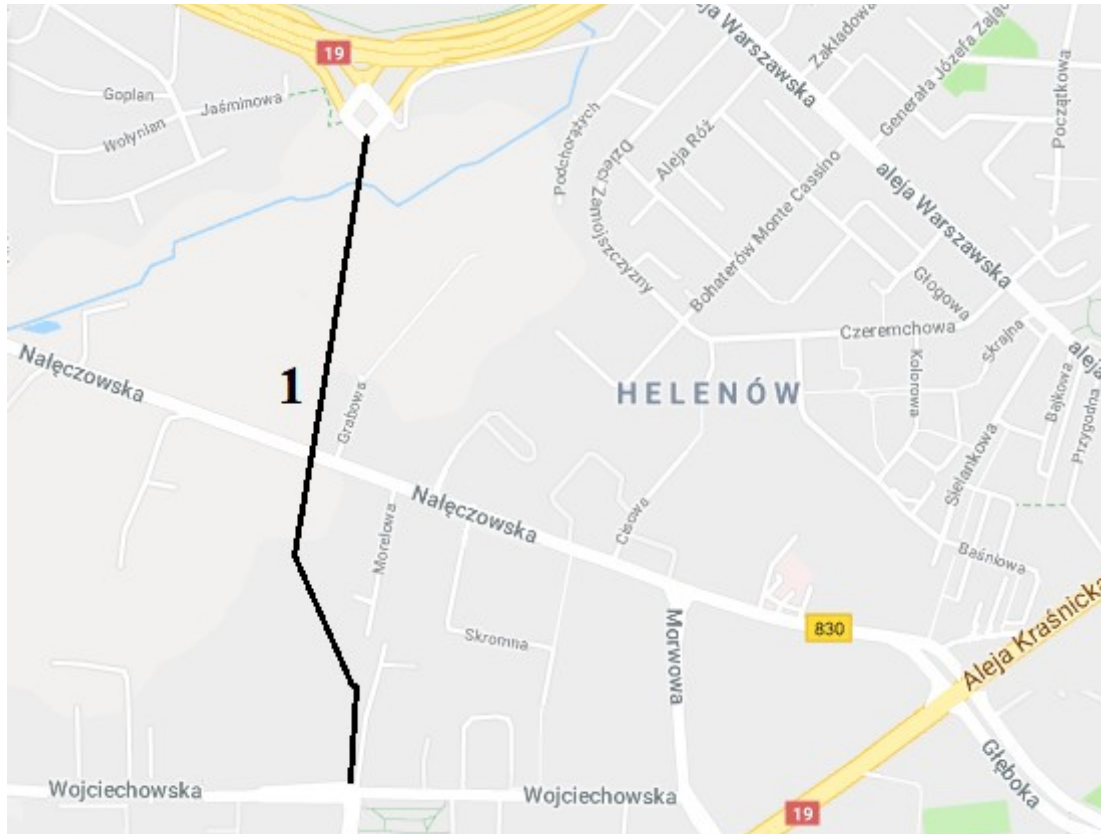 19
aleja Warszawska
Zakładowa
Generała Józefa Zając
Początkowa
Goplan
Jaśminowa
Wołynian
Podchorążych
Dzieci Zamojszczyzny
Aleja Róż
Bohaterów Monte Cassino
aleja Warszawska
Głogowa
Czeremchowa
Skrajna
aleja
Nałęczowska
1
Grabowa
HELENÓW
Kolorowa
Bajkowa
Przygodna
Sielankowa
Nałęczowska
Morelowa
Cisowa
Baśniowa
Skromna
Morwowa
830
Aleja Kraśnicka
Głęboka
Wojciechowska
Wojciechowska
19